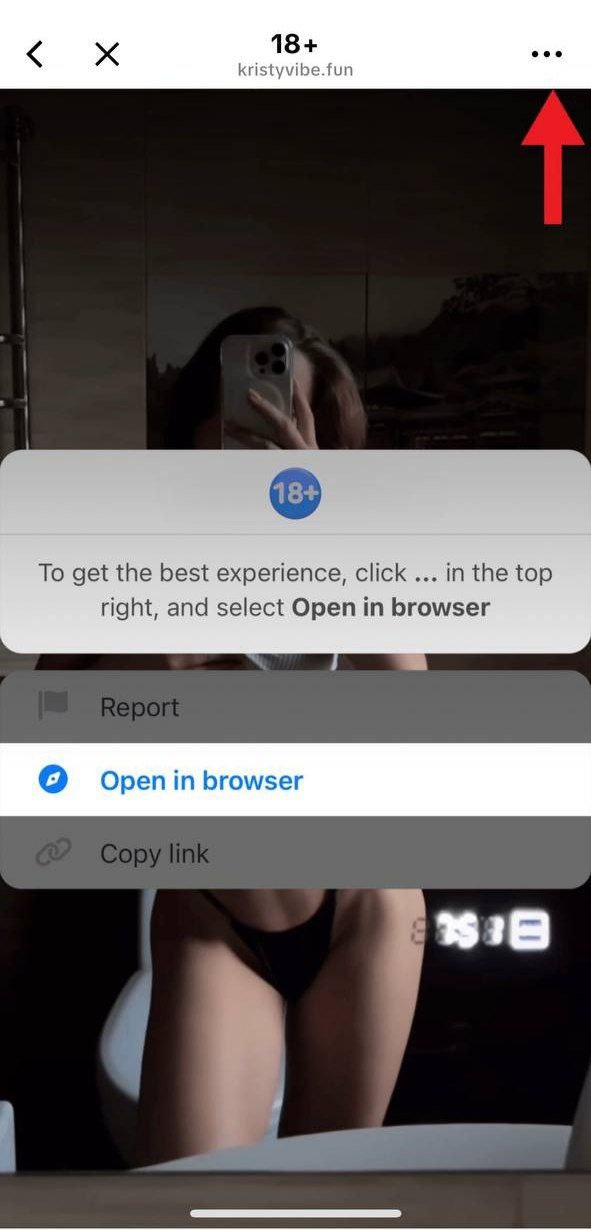 18+
kristyvibe.fun
18+
To get the best experience, click ... in the top
right, and select Open in browser
Report
Open in browser
Copy link